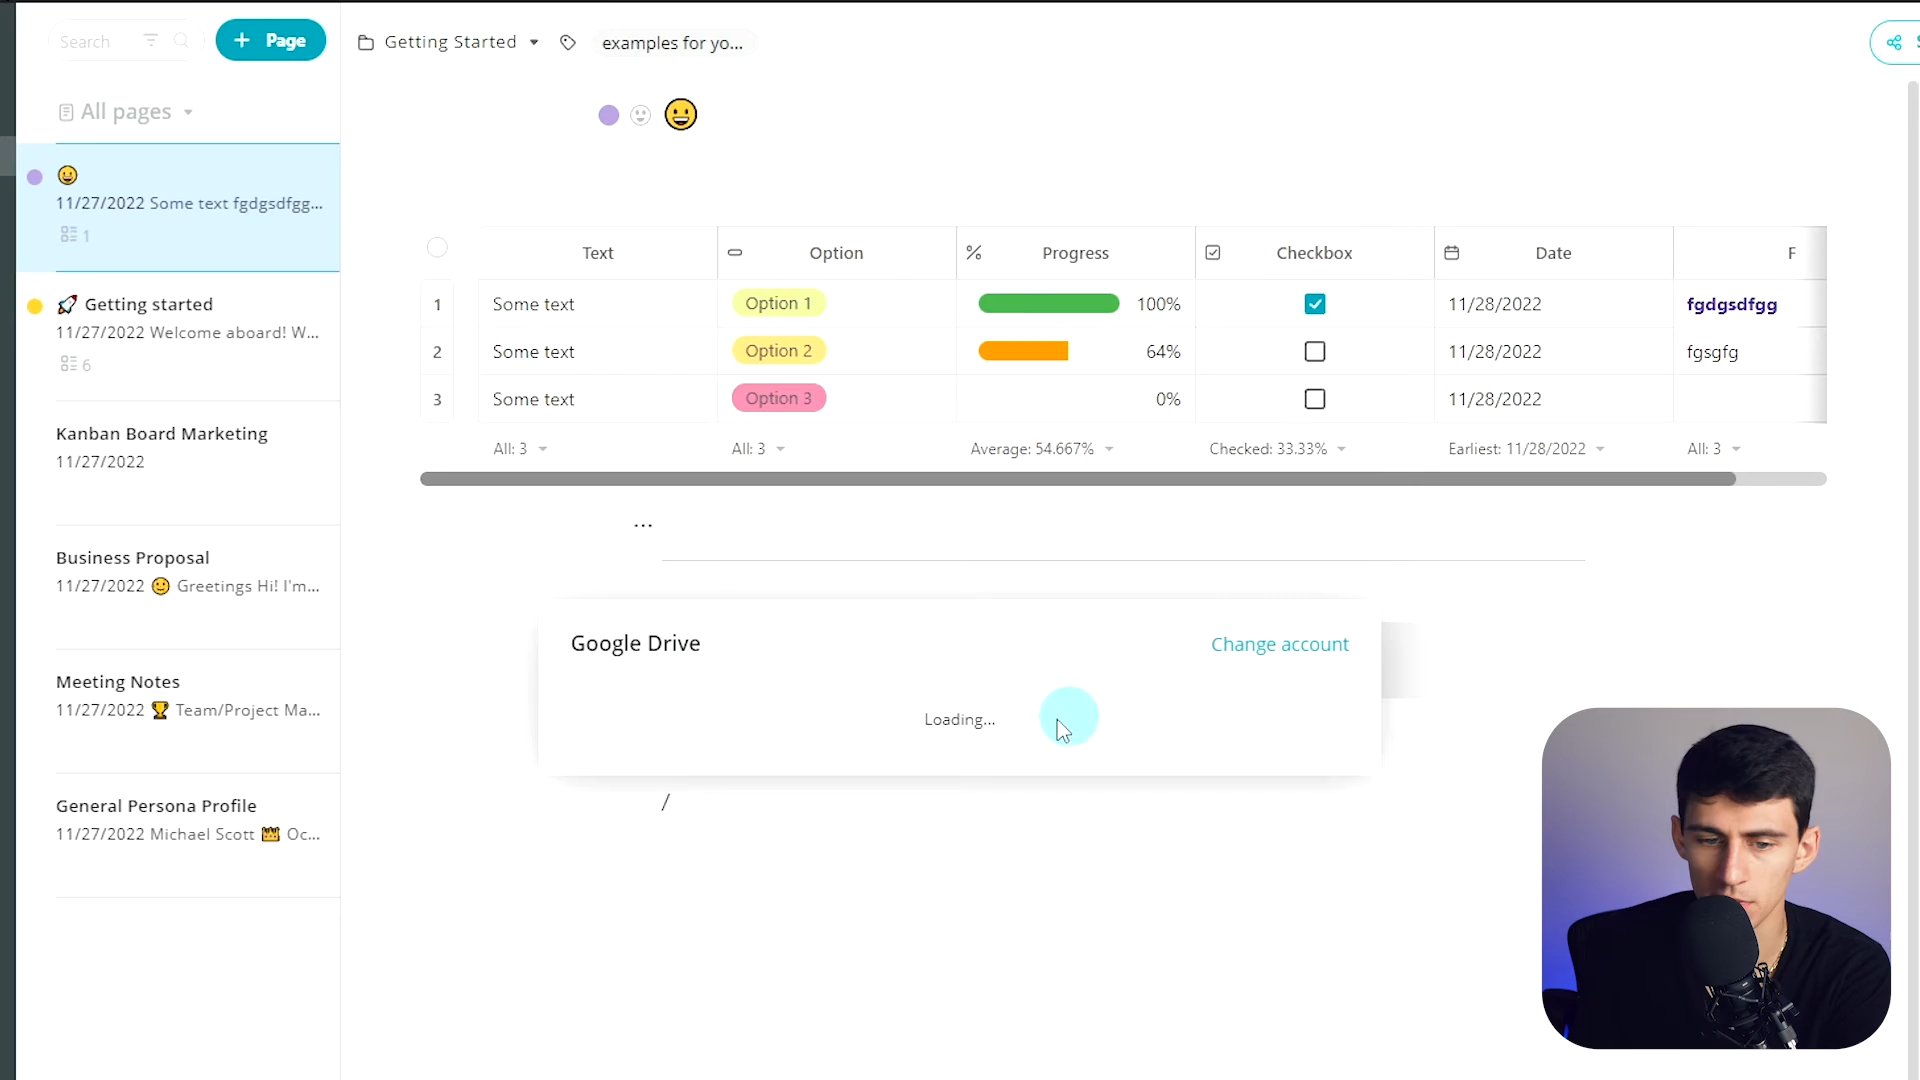 Search
+ Page
Getting Started
examples for yo...
All pages
11/27/2022 Some text fgdgsdfgg...
1
🚀 Getting started
11/27/2022 Welcome aboard! W...
6
Kanban Board Marketing
11/27/2022
Business Proposal
11/27/2022 🙂 Greetings Hi! I'm...
Meeting Notes
11/27/2022 🏆 Team/Project Ma...
General Persona Profile
11/27/2022 Michael Scott 👑 Oc...
Text Option % Progress Checkbox Date F
1 Some text Option 1 100% 11/28/2022 fgdgsdfgg
2 Some text Option 2 64% 11/28/2022 fgsgfg
3 Some text Option 3 0% 11/28/2022
All: 3 All: 3 Average: 54.667% Checked: 33.33% Earliest: 11/28/2022 All: 3
...
Google Drive
Change account
Loading...
/